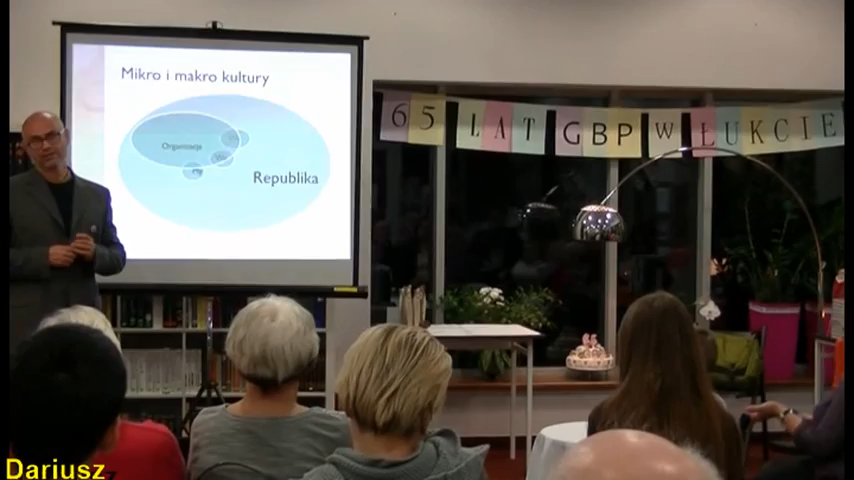 Mikro i makro kultury
Organizacja
Republika
65 LAT GBP W ŁUKCIE
Dariusz